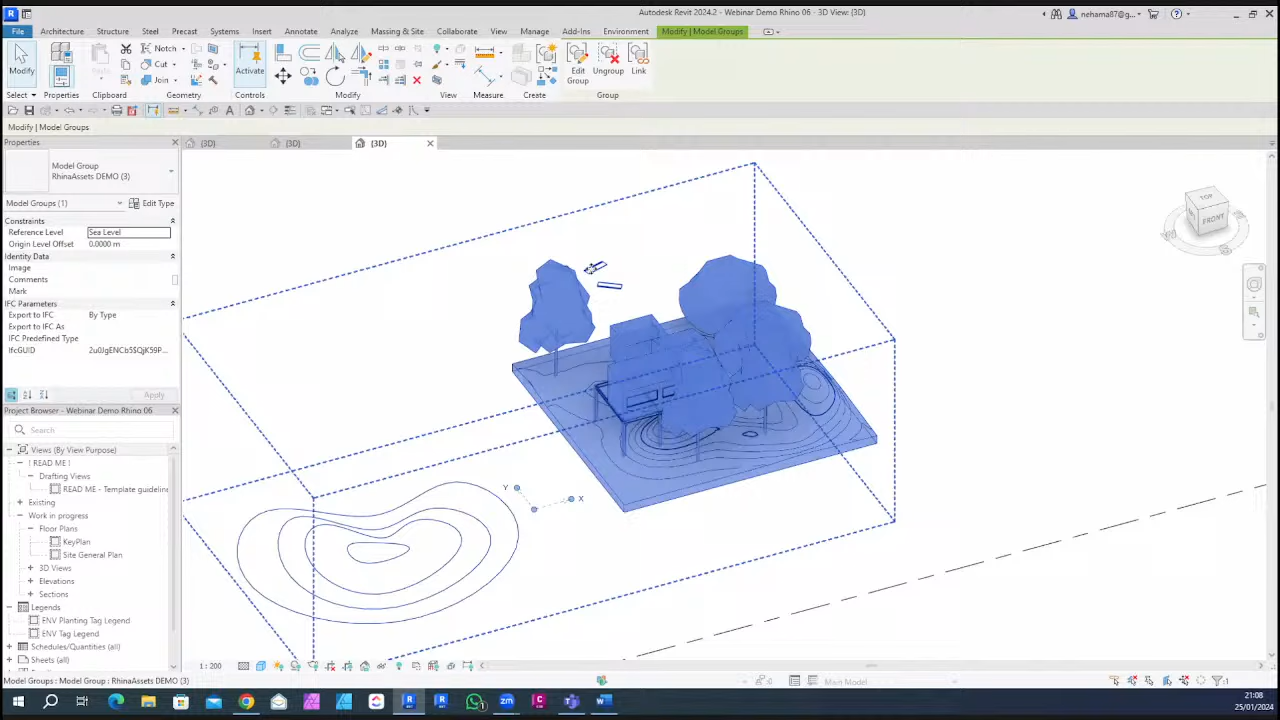 Autodesk Revit 2024.2 - Webinar Demo Rhino 06 - 3D View: {3D}
nehama87@g...
File Architecture Structure Steel Precast Systems Insert Annotate Analyze Massing & Site Collaborate View Manage Add-Ins Environment Modify | Model Groups
Modify
Paste
Notch
Cut
Join
Activate
Edit Group
Ungroup
Link
Select Properties Clipboard Geometry Controls Modify View Measure Create Group
Modify | Model Groups
Properties
{3D} {3D} {3D}
Model Group
RhinaAssets DEMO (3)
Model Groups (1) Edit Type
Constraints
Reference Level Sea Level
Origin Level Offset 0.0000 m
Identity Data
Image
Comments
Mark
IFC Parameters
Export to IFC By Type
Export to IFC As
IFC Predefined Type
Apply
Project Browser - Webinar Demo Rhino 06
Search
Views (By View Purpose)
! READ ME !
Drafting Views
READ ME - Template guideline
Existing
Work in progress
Floor Plans
KeyPlan
Site General Plan
3D Views
Elevations
Sections
Legends
ENV Planting Tag Legend
ENV Tag Legend
Schedules/Quantities (all)
Sheets (all)
TOP
FRONT
Y
X
1 : 200
Model Groups : Model Group : RhinaAssets DEMO (3)
:0
Main Model
:1
21:08
25/01/2024